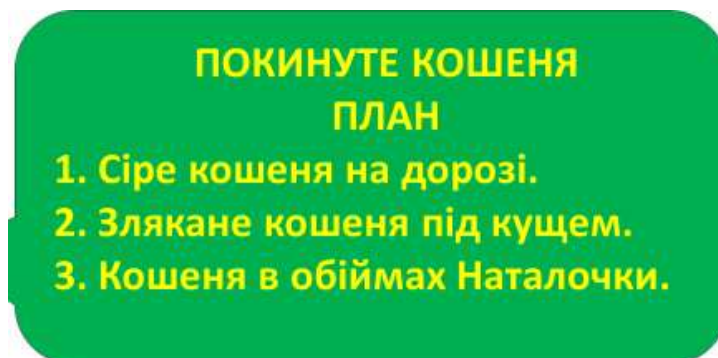 ПОКИНУТЕ КОШЕНЯ
ПЛАН
1. Сіре кошеня на дорозі.
2. Злякане кошеня під кущем.
3. Кошеня в обіймах Наталочки.